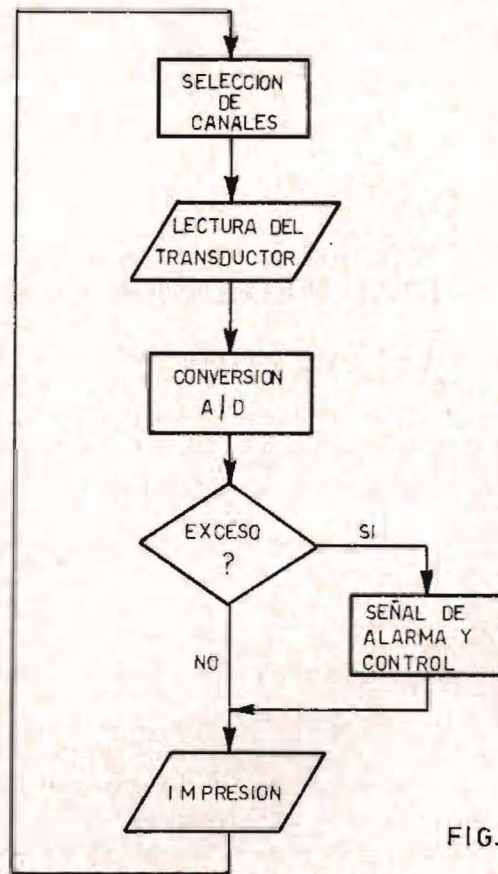 SELECCION
DE
CANALES
LECTURA DEL
TRANSDUCTOR
CONVERSION
A/D
EXCESO
?
SI
SEÑAL DE
ALARMA Y
CONTROL
NO
IMPRESION
FIG.